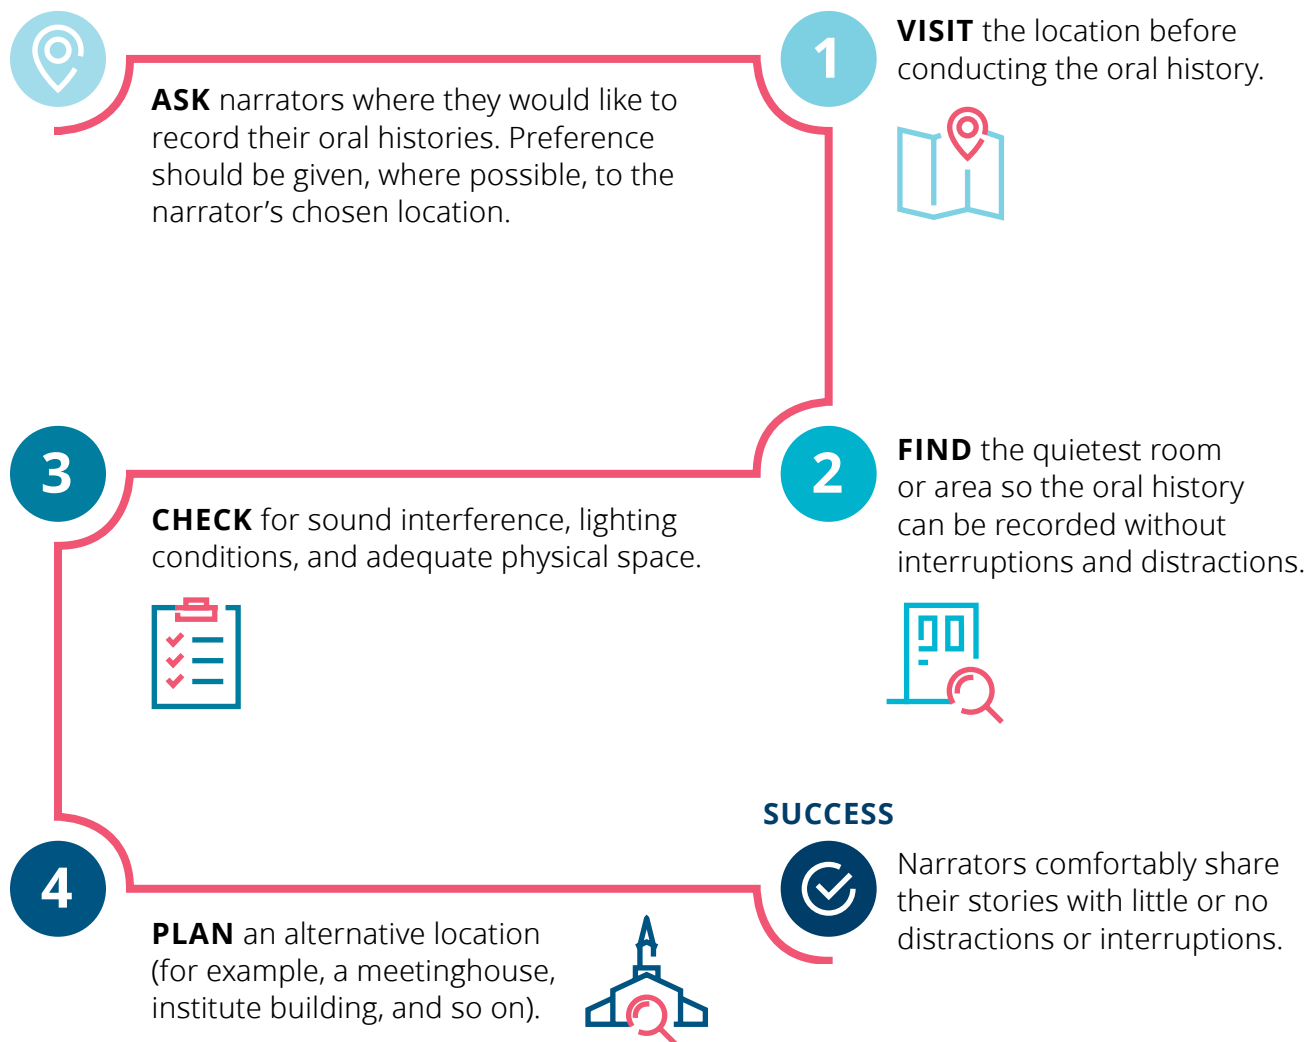 ASK narrators where they would like to
record their oral histories. Preference
should be given, where possible, to the
narrator’s chosen location.
1
VISIT the location before
conducting the oral history.
2
FIND the quietest room
or area so the oral history
can be recorded without
interruptions and distractions.
3
CHECK for sound interference, lighting
conditions, and adequate physical space.
4
PLAN an alternative location
(for example, a meetinghouse,
institute building, and so on).
SUCCESS
Narrators comfortably share
their stories with little or no
distractions or interruptions.